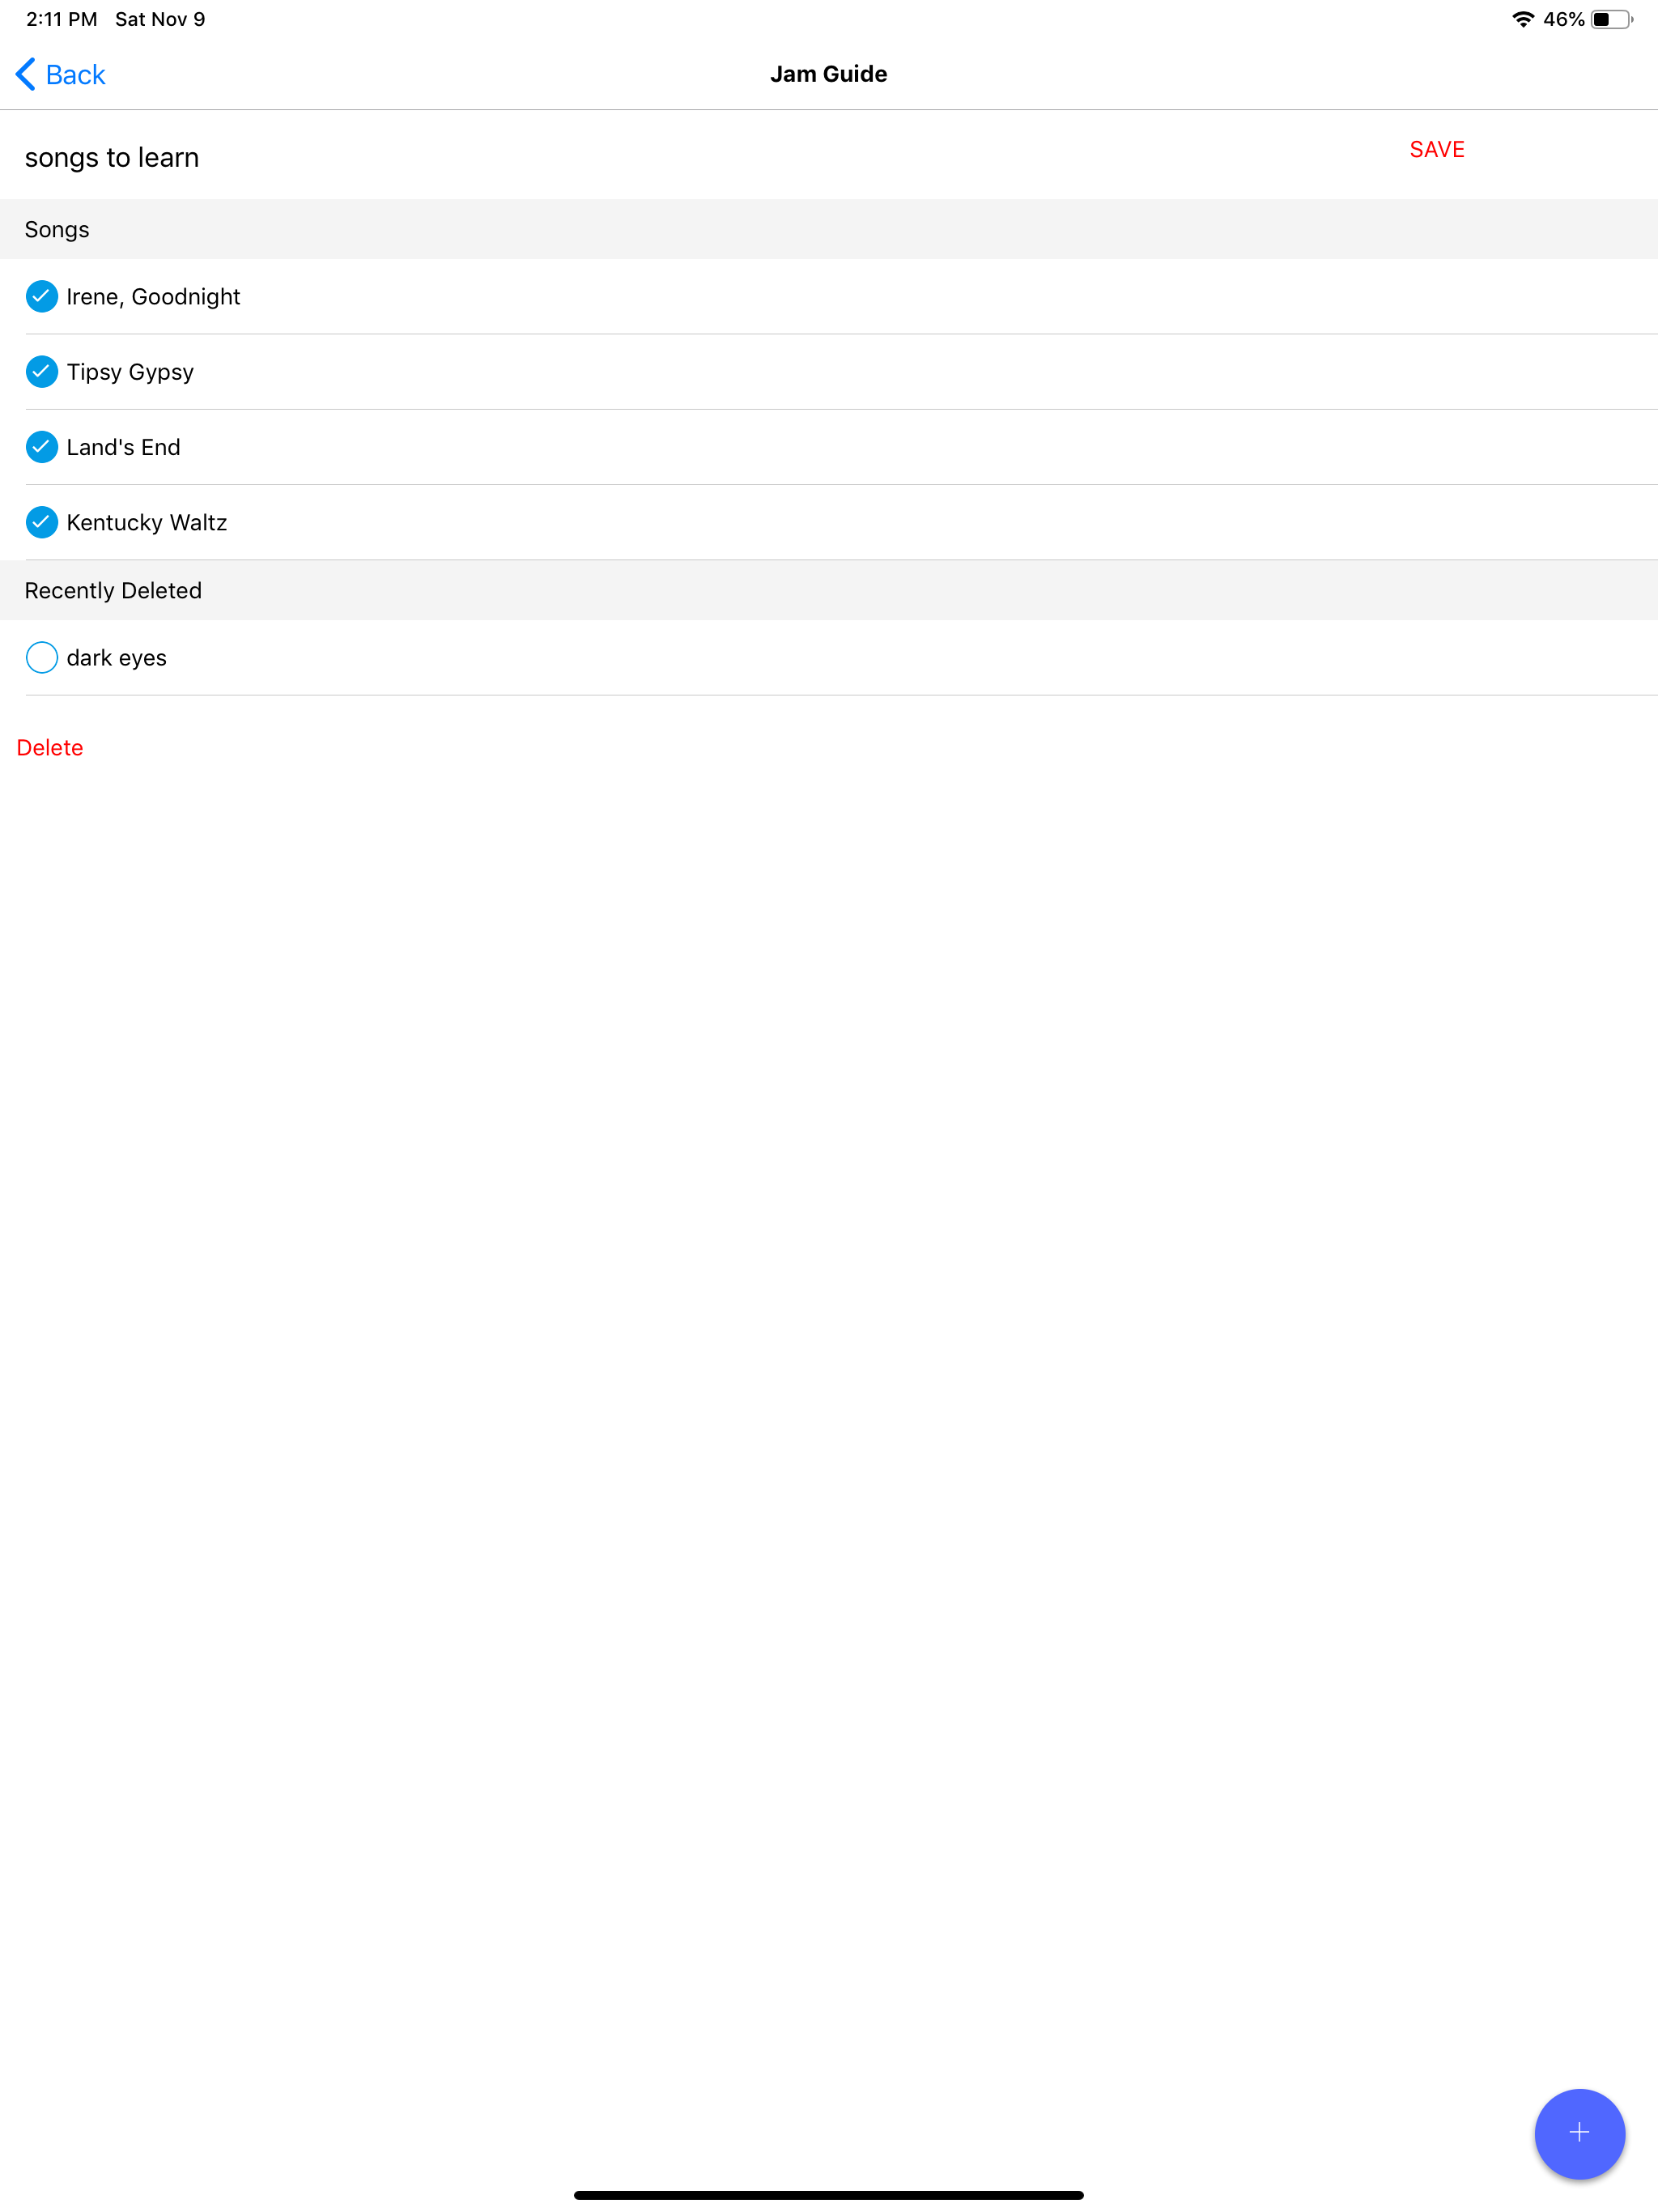 2:11 PM Sat Nov 9 46%
Back Jam Guide
songs to learn SAVE
Songs
Irene, Goodnight
Tipsy Gypsy
Land's End
Kentucky Waltz
Recently Deleted
dark eyes
Delete